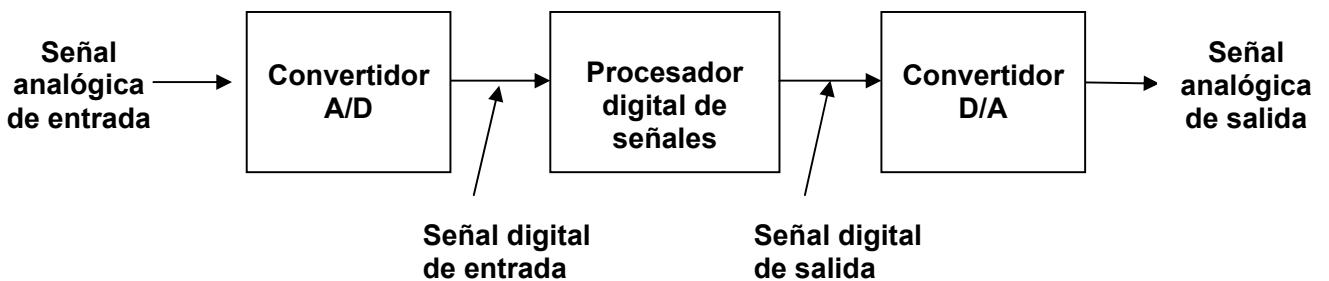 Señal
analógica
de entrada
Convertidor
A/D
Procesador
digital de
señales
Convertidor
D/A
Señal
analógica
de salida
Señal digital
de entrada
Señal digital
de salida